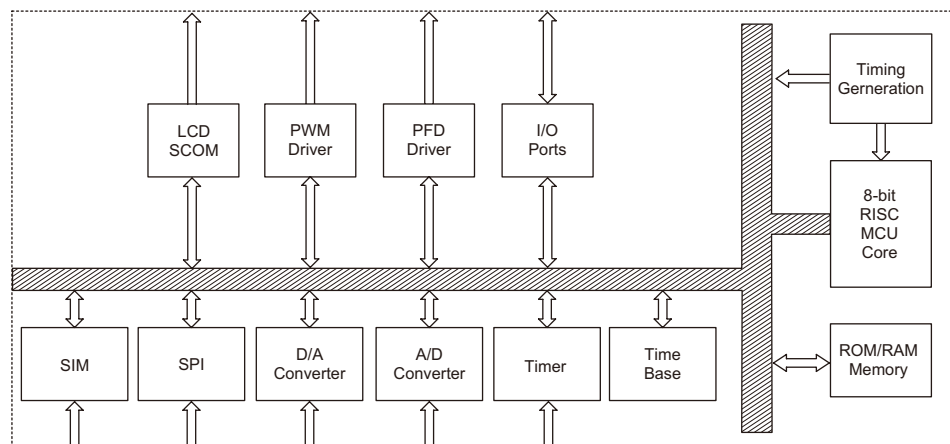 LCD
SCOM
PWM
Driver
PFD
Driver
I/O
Ports
Timing
Gerneration
8-bit
RISC
MCU
Core
SIM
SPI
D/A
Converter
A/D
Converter
Timer
Time
Base
ROM/RAM
Memory